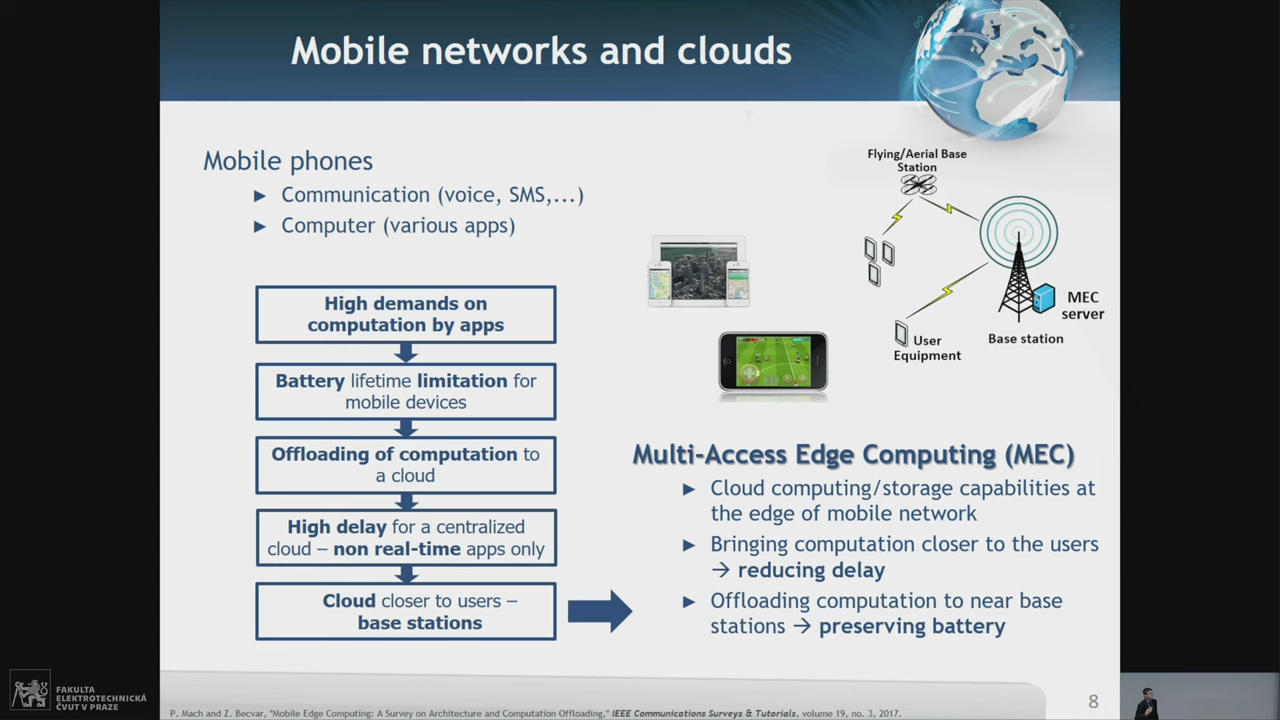 Mobile networks and clouds
Mobile phones
► Communication (voice, SMS,...)
► Computer (various apps)
High demands on
computation by apps
Battery lifetime limitation for
mobile devices
Offloading of computation to
a cloud
High delay for a centralized
cloud – non real-time apps only
Cloud closer to users –
base stations
Flying/Aerial Base
Station
MEC
server
Base station
User
Equipment
Multi-Access Edge Computing (MEC)
► Cloud computing/storage capabilities at
the edge of mobile network
► Bringing computation closer to the users
→ reducing delay
► Offloading computation to near base
stations → preserving battery
8
P. Mach and Z. Becvar, "Mobile Edge Computing: A Survey on Architecture and Computation Offloading," IEEE Communications Surveys & Tutorials, volume 19, no. 3, 2017.
FAKULTA
ELEKTROTECHNICKÁ
ČVUT V PRAZE